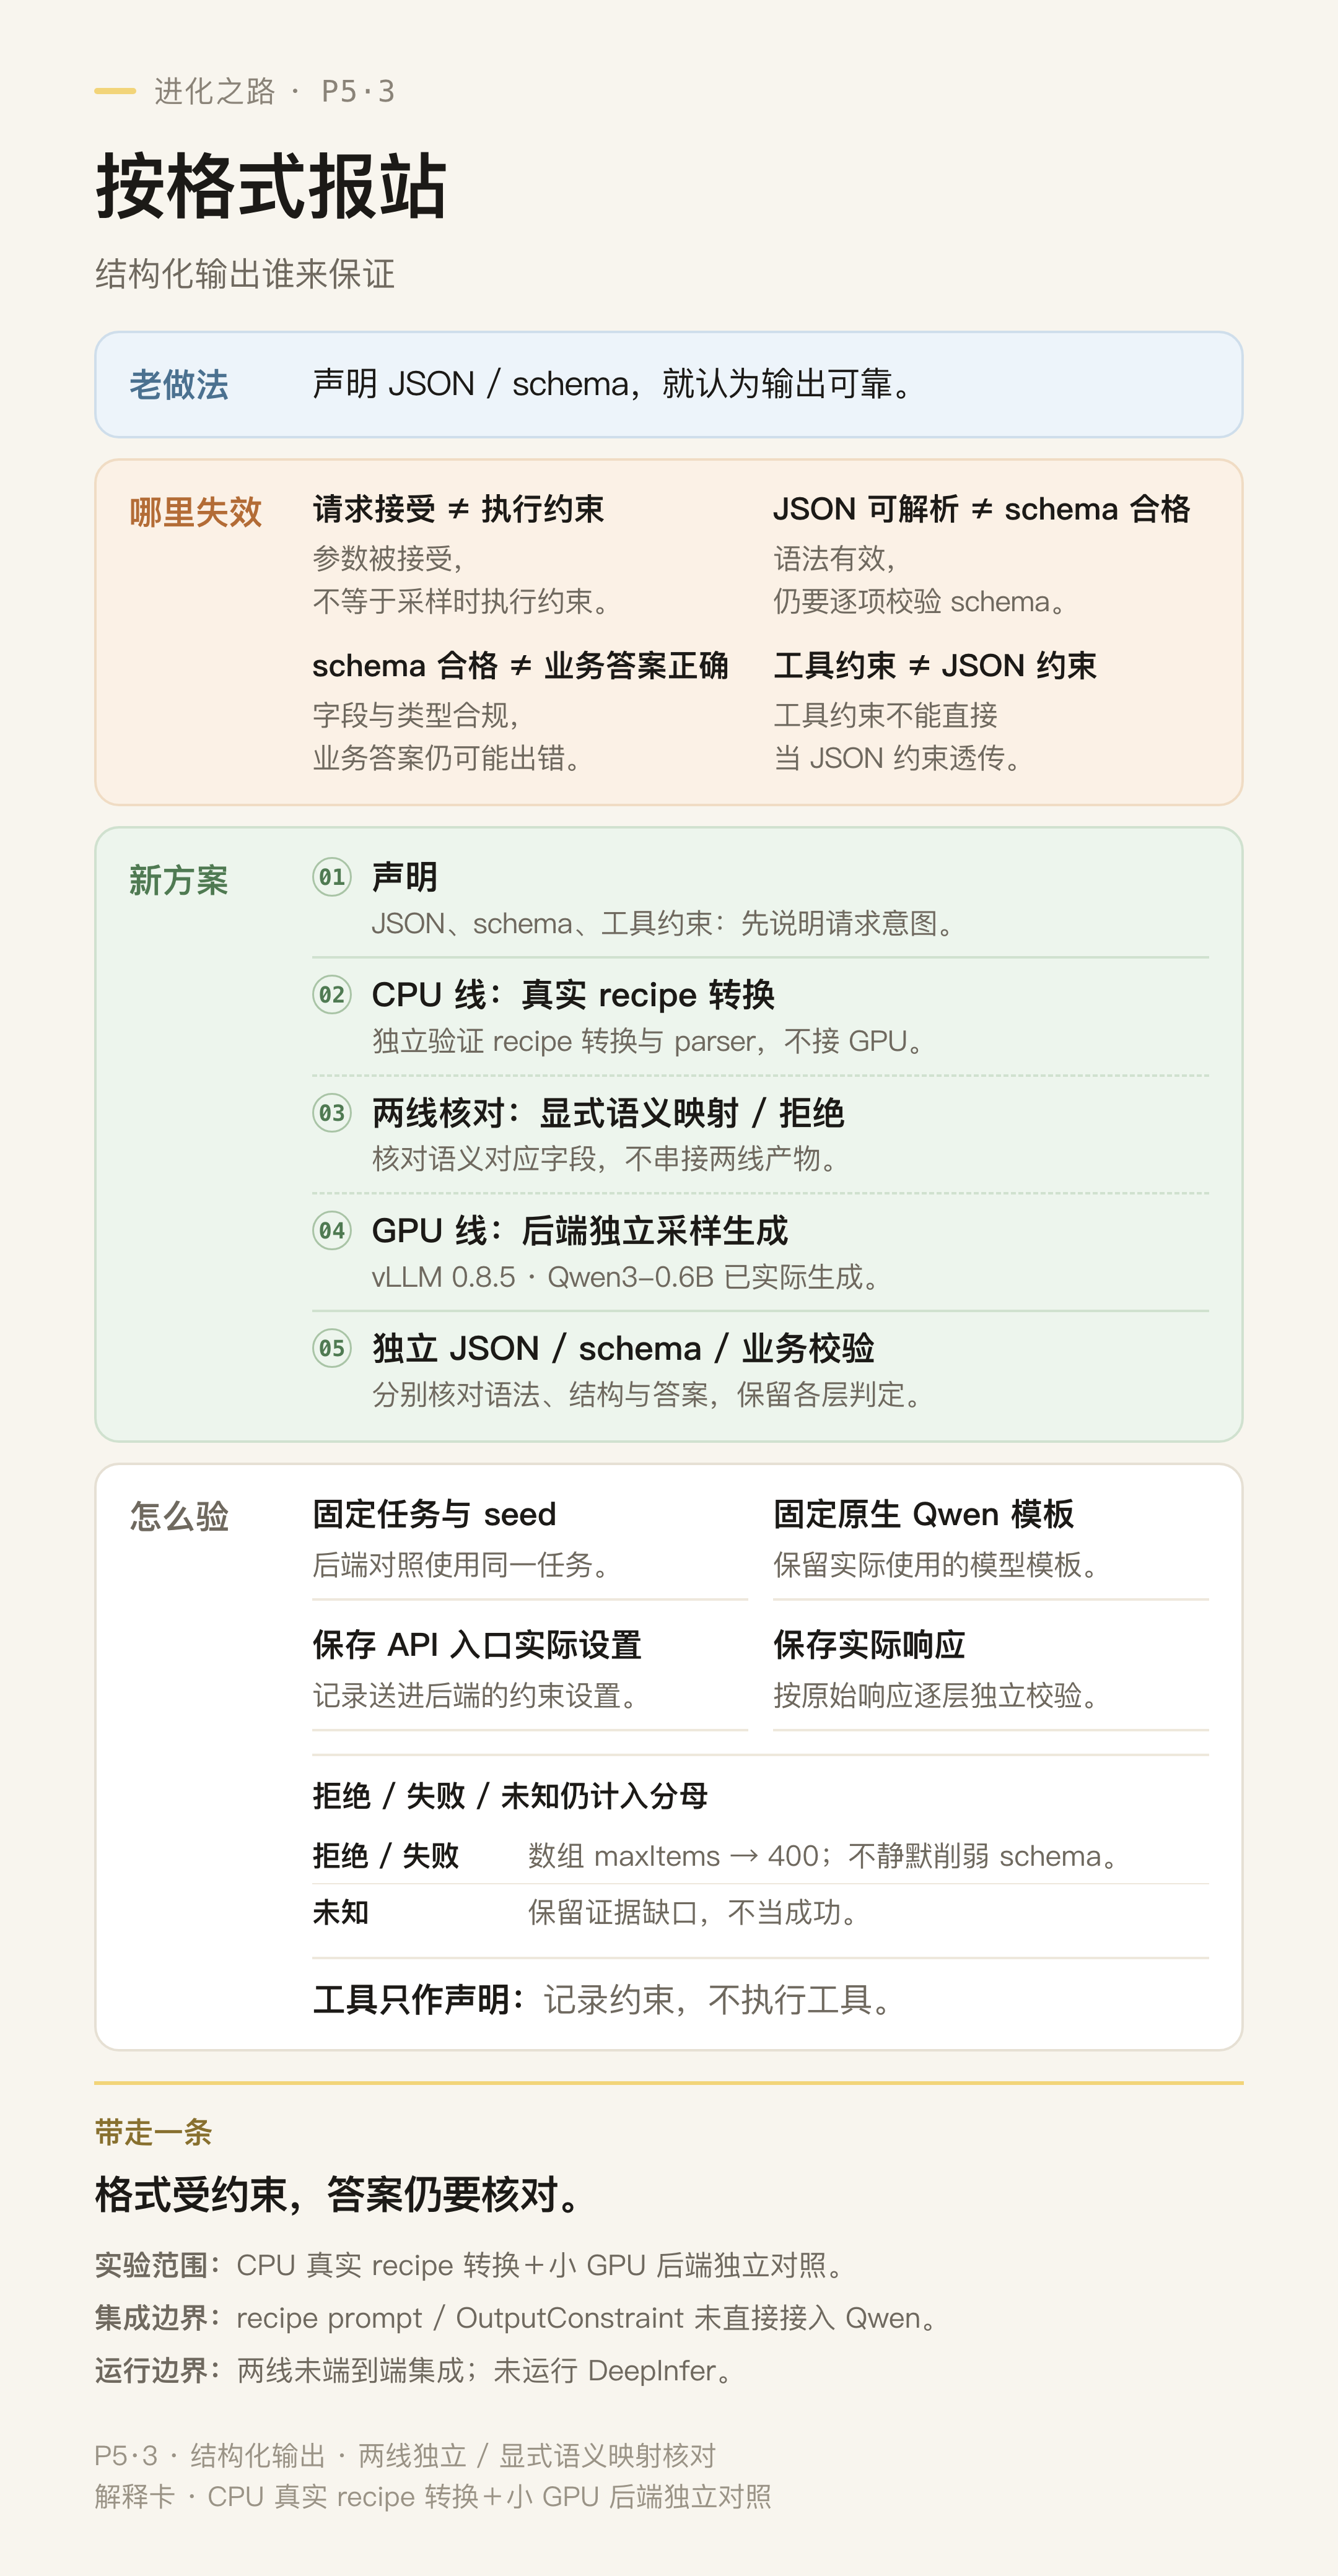 进化之路 · P5·3
按格式报站
结构化输出谁来保证
老做法
声明 JSON / schema，就认为输出可靠。
哪里失效
请求接受 ≠ 执行约束
参数被接受，
不等于采样时执行约束。
JSON 可解析 ≠ schema 合格
语法有效，
仍要逐项校验 schema。
schema 合格 ≠ 业务答案正确
字段与类型合规，
业务答案仍可能出错。
工具约束 ≠ JSON 约束
工具约束不能直接
当 JSON 约束透传。
新方案
01 声明
JSON、schema、工具约束：先说明请求意图。
02 CPU 线：真实 recipe 转换
独立验证 recipe 转换与 parser，不接 GPU。
03 两线核对：显式语义映射 / 拒绝
核对语义对应字段，不串接两线产物。
04 GPU 线：后端独立采样生成
vLLM 0.8.5 · Qwen3–0.6B 已实际生成。
05 独立 JSON / schema / 业务校验
分别核对语法、结构与答案，保留各层判定。
怎么验
固定任务与 seed
后端对照使用同一任务。
固定原生 Qwen 模板
保留实际使用的模型模板。
保存 API 入口实际设置
记录送进后端的约束设置。
保存实际响应
按原始响应逐层独立校验。
拒绝 / 失败 / 未知仍计入分母
拒绝 / 失败 数组 maxItems → 400；不静默削弱 schema。
未知 保留证据缺口，不当成功。
工具只作声明：记录约束，不执行工具。
带走一条
格式受约束，答案仍要核对。
实验范围：CPU 真实 recipe 转换＋小 GPU 后端独立对照。
集成边界：recipe prompt / OutputConstraint 未直接接入 Qwen。
运行边界：两线未端到端集成；未运行 DeepInfer。
P5·3 · 结构化输出 · 两线独立 / 显式语义映射核对
解释卡 · CPU 真实 recipe 转换＋小 GPU 后端独立对照